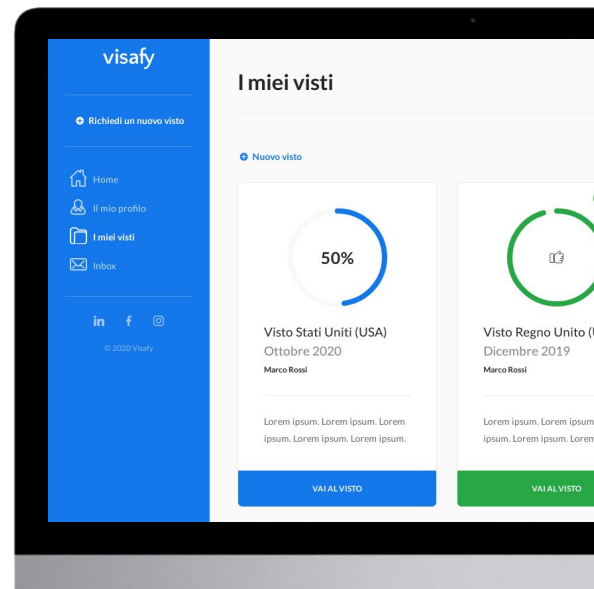 visafy
Richiedi un nuovo visto
Home
Il mio profilo
I miei visti
Inbox
© 2020 Visafy
I miei visti
Nuovo visto
50%
Visto Stati Uniti (USA)
Ottobre 2020
Marco Rossi
Lorem ipsum. Lorem ipsum. Lorem
ipsum. Lorem ipsum. Lorem ipsum.
VAI AL VISTO
Visto Regno Unito (
Dicembre 2019
Marco Rossi
Lorem ipsum. Lorem ipsum
ipsum. Lorem ipsum. Lorem
VAI AL VISTO